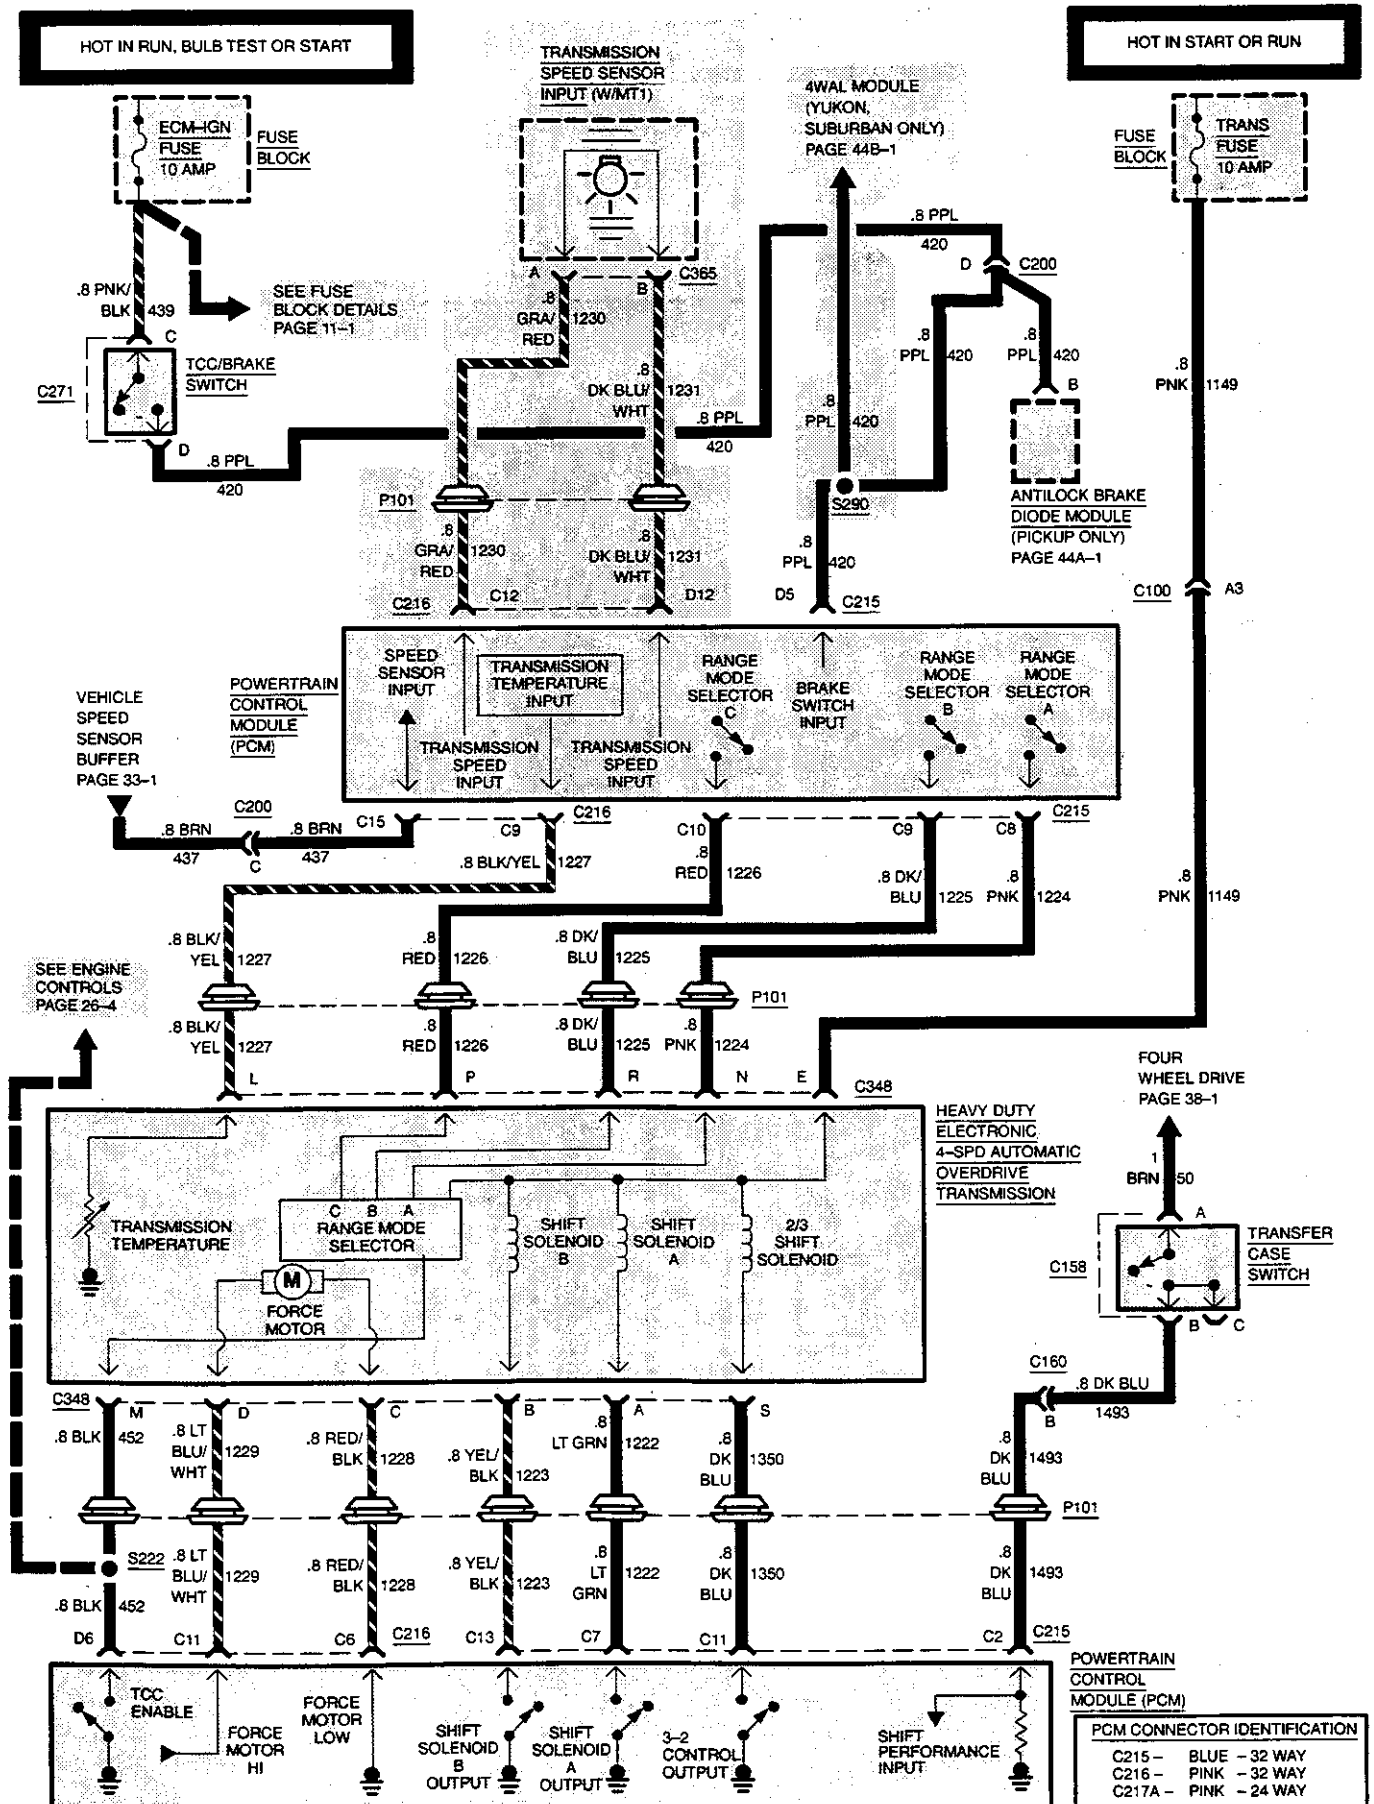 HOT IN RUN, BULB TEST OR START
HOT IN START OR RUN
ECM-IGN
FUSE
10 AMP
FUSE
BLOCK
TRANSMISSION
SPEED SENSOR
INPUT (W/MT1)
4WAL MODULE
(YUKON,
SUBURBAN ONLY)
PAGE 44B-1
FUSE
BLOCK
TRANS
FUSE
10 AMP
.8 PPL
420
D
C200
.8 PNK/
BLK
439
SEE FUSE
BLOCK DETAILS
PAGE 11-1
A
B
C365
.8
GRA/
RED
1230
.8
DK BLU/
WHT
1231
.8
PPL
420
.8
PPL
420
.8
PNK
1149
C
TCC/BRAKE
SWITCH
C271
D
.8 PPL
420
.8 PPL
420
.8
PPL
420
B
P101
S290
ANTILOCK BRAKE
DIODE MODULE
(PICKUP ONLY)
PAGE 44A-1
.8
GRA/
RED
1230
.8
DK BLU/
WHT
1231
.8
PPL
420
C216
C12
D12
D5
C215
C100
A3
POWERTRAIN
CONTROL
MODULE
(PCM)
SPEED
SENSOR
INPUT
TRANSMISSION
TEMPERATURE
INPUT
TRANSMISSION
SPEED
INPUT
TRANSMISSION
SPEED
INPUT
RANGE
MODE
SELECTOR
C
BRAKE
SWITCH
INPUT
RANGE
MODE
SELECTOR
B
RANGE
MODE
SELECTOR
A
VEHICLE
SPEED
SENSOR
BUFFER
PAGE 33-1
C200
.8 BRN
437
C
.8 BRN
437
C15
C9
C216
C10
C9
C8
C215
.8 BLK/YEL
1227
.8
RED
1226
.8 DK/
BLU
1225
.8
PNK
1224
.8
PNK
1149
.8 BLK/
YEL
1227
.8
RED
1226
.8 DK/
BLU
1225
SEE ENGINE
CONTROLS
PAGE 26-4
P101
.8 BLK/
YEL
1227
.8
RED
1226
.8 DK/
BLU
1225
.8
PNK
1224
L
P
R
N
E
C348
FOUR
WHEEL DRIVE
PAGE 38-1
HEAVY DUTY
ELECTRONIC
4-SPD AUTOMATIC
OVERDRIVE
TRANSMISSION
1
BRN
50
TRANSMISSION
TEMPERATURE
C B A
RANGE MODE
SELECTOR
M
FORCE
MOTOR
SHIFT
SOLENOID
B
SHIFT
SOLENOID
A
2/3
SHIFT
SOLENOID
A
C158
TRANSFER
CASE
SWITCH
B
C
C348
M
D
C
B
A
S
C160
.8 DK BLU
1493
B
.8 BLK
452
.8 LT
BLU/
WHT
1229
.8 RED/
BLK
1228
.8 YEL/
BLK
1223
.8
LT GRN
1222
.8
DK
BLU
1350
.8
DK
BLU
1493
P101
S222
.8 LT
BLU/
WHT
1229
.8 RED/
BLK
1228
.8 YEL/
BLK
1223
.8
LT
GRN
1222
.8
DK
BLU
1350
.8
DK
BLU
1493
.8 BLK
452
D6
C11
C6
C216
C13
C7
C11
C2
C215
POWERTRAIN
CONTROL
MODULE (PCM)
TCC
ENABLE
FORCE
MOTOR
HI
FORCE
MOTOR
LOW
SHIFT
SOLENOID
B
OUTPUT
SHIFT
SOLENOID
A
OUTPUT
3-2
CONTROL
OUTPUT
SHIFT
PERFORMANCE
INPUT
PCM CONNECTOR IDENTIFICATION
C215 – BLUE – 32 WAY
C216 – PINK – 32 WAY
C217A – PINK – 24 WAY